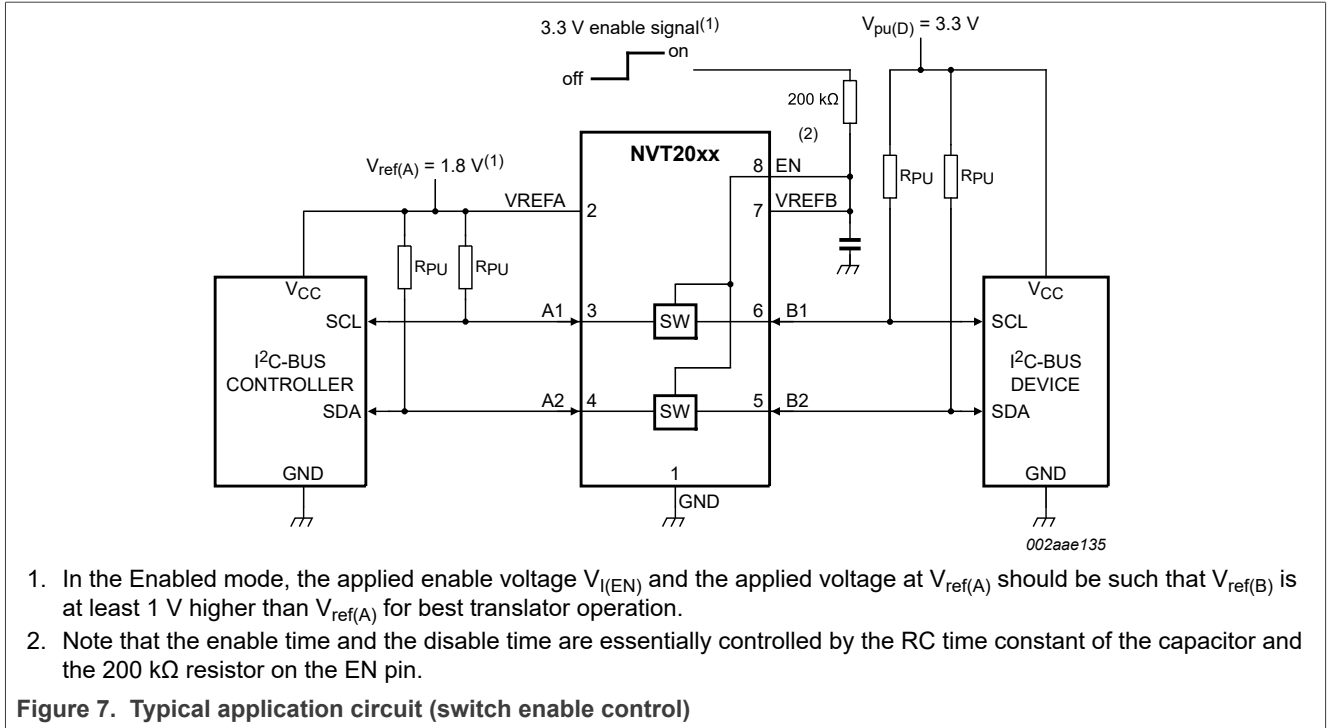 3.3 V enable signal(1)
on
off
Vpu(D) = 3.3 V
200 kΩ
(2)
NVT20xx
Vref(A) = 1.8 V(1)
8 EN
RPU
RPU
VREFA
2
7
VREFB
RPU
RPU
VCC
VCC
SCL
A1
3
SW
6
B1
SCL
I2C-BUS
CONTROLLER
I2C-BUS
DEVICE
SDA
A2
4
SW
5
B2
SDA
GND
1
GND
GND
002aae135
1. In the Enabled mode, the applied enable voltage VI(EN) and the applied voltage at Vref(A) should be such that Vref(B) is
at least 1 V higher than Vref(A) for best translator operation.
2. Note that the enable time and the disable time are essentially controlled by the RC time constant of the capacitor and
the 200 kΩ resistor on the EN pin.
Figure 7. Typical application circuit (switch enable control)